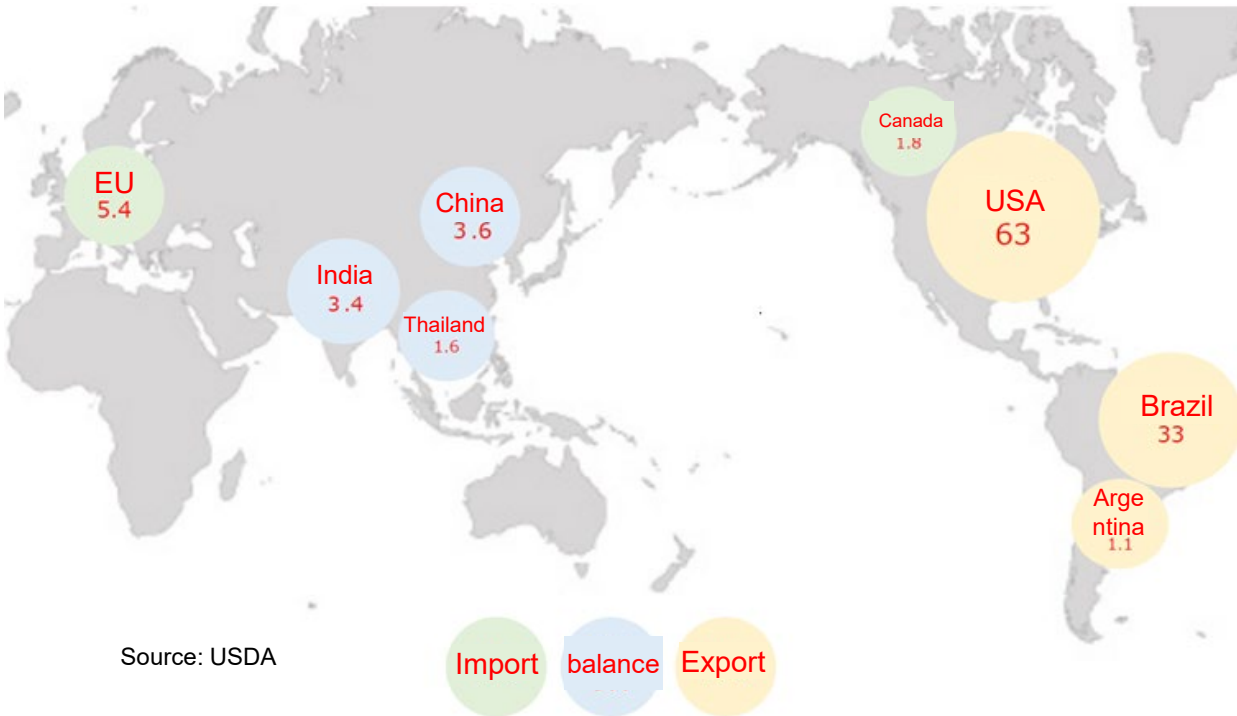 Canada
1.8
EU
5.4
China
3.6
USA
63
India
3.4
Thailand
1.6
Brazil
33
Arge
ntina
1.1
Source: USDA
Import
balance
Export